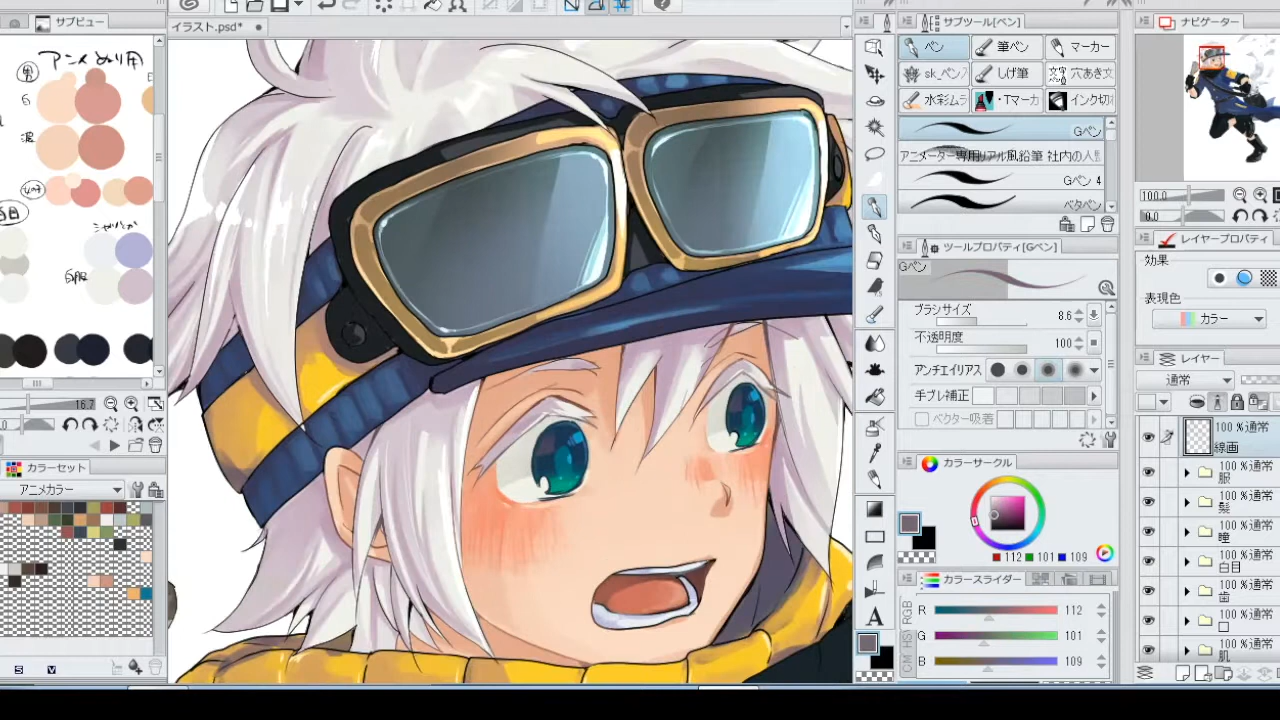 サブビュー
イラスト.psd*
サブツール[ペン]
ナビゲーター
アニメぬり用
男
白
ペン
筆ペン
マーカー
sk_ペン
しげ筆
水彩ムラ
・Tマーカ
インク切
Gペン
アニメーター専用リアル風鉛筆 社内の人
Gペン 4
ベタペン
100.0
0.0
ツールプロパティ[Gペン]
レイヤープロパティ
Gペン
効果
表現色
カラー
ブラシサイズ
8.6
不透明度
100
アンチエイリアス
手ブレ補正
ベクター吸着
レイヤー
通常
16.7
カラーセット
アニメカラー
カラーサークル
112
101
109
カラースライダー
RGB
R
112
G
101
B
109
100 %通常
線画
100 %通常
服
100 %通常
髪
100 %通常
瞳
100 %通常
白目
100 %通常
歯
100 %通常
口
100 %通常
肌
S
V
A